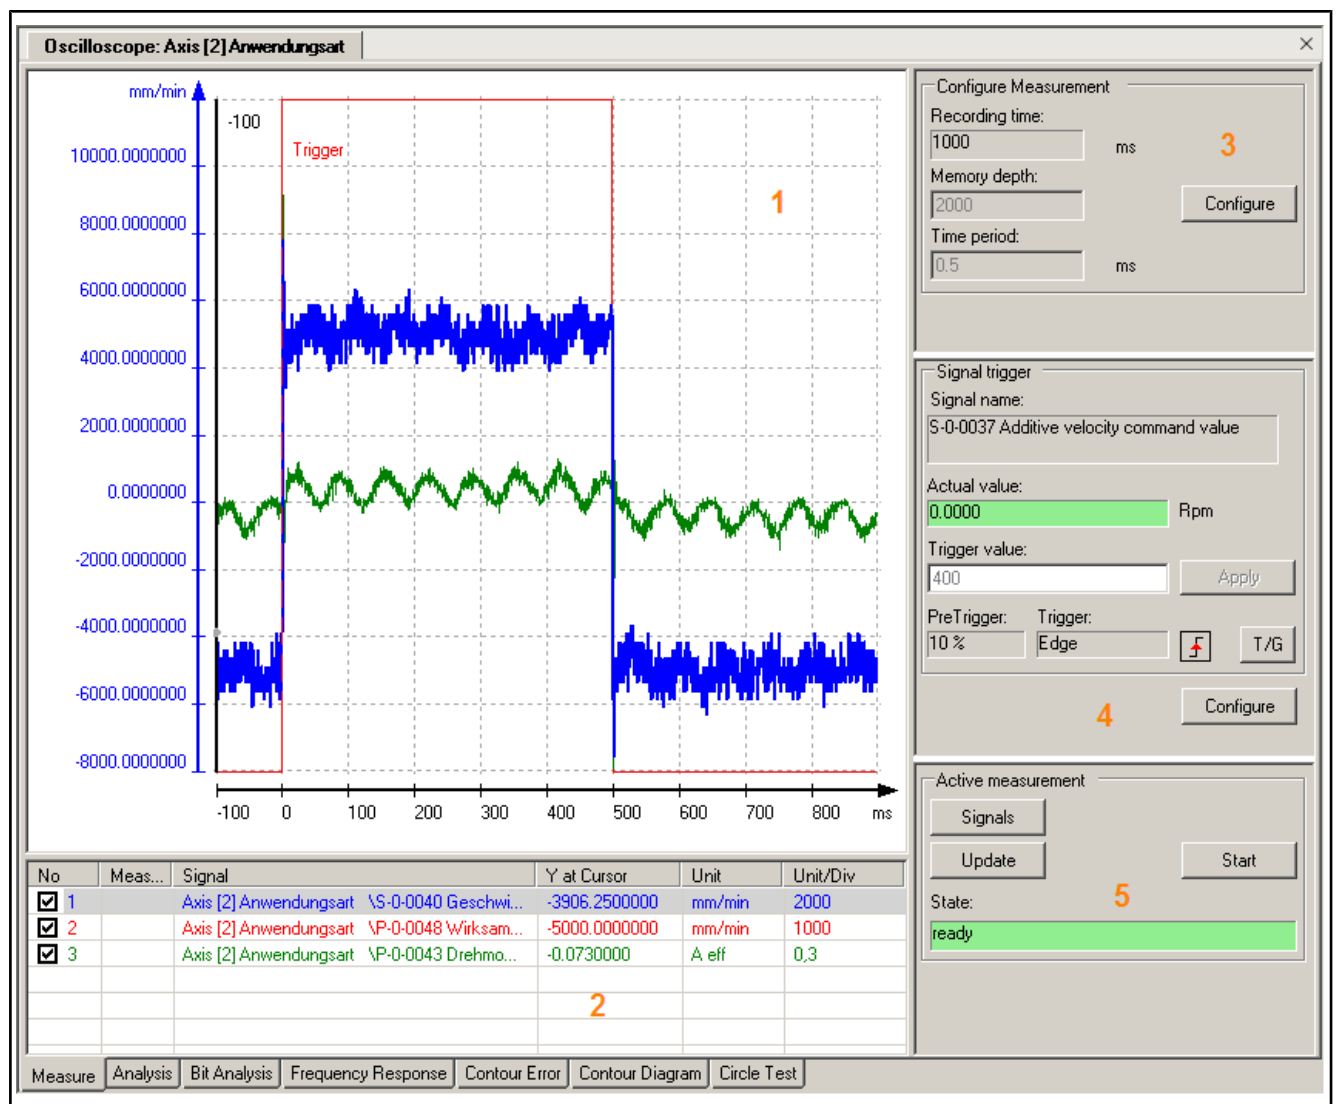 Oscilloscope: Axis [2] Anwendungsart
mm/min
-100
Trigger
1
10000.0000000
8000.0000000
6000.0000000
4000.0000000
2000.0000000
0.0000000
-2000.0000000
-4000.0000000
-6000.0000000
-8000.0000000
-100 0 100 200 300 400 500 600 700 800 ms
No Meas... Signal Y at Cursor Unit Unit/Div
1 Axis [2] Anwendungsart \S-0-0040 Geschwi... -3906.2500000 mm/min 2000
2 Axis [2] Anwendungsart \P-0-0048 Wirksam... -5000.0000000 mm/min 1000
3 Axis [2] Anwendungsart \P-0-0043 Drehmo... -0.0730000 A eff 0,3
2
Measure Analysis Bit Analysis Frequency Response Contour Error Contour Diagram Circle Test
Configure Measurement
Recording time:
1000 ms
3
Memory depth:
2000 Configure
Time period:
0.5 ms
Signal trigger
Signal name:
S-0-0037 Additive velocity command value
Actual value:
0.0000 Rpm
Trigger value:
400 Apply
PreTrigger: Trigger:
10 % Edge T/G
4 Configure
Active measurement
Signals
Update Start
State: 5
ready